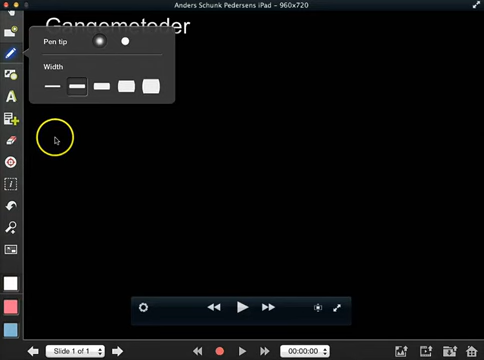 Anders Schunk Pedersens iPad - 960x720
Gangemetoder
Pen tip
Width
A
Slide 1 of 1
00:00:00